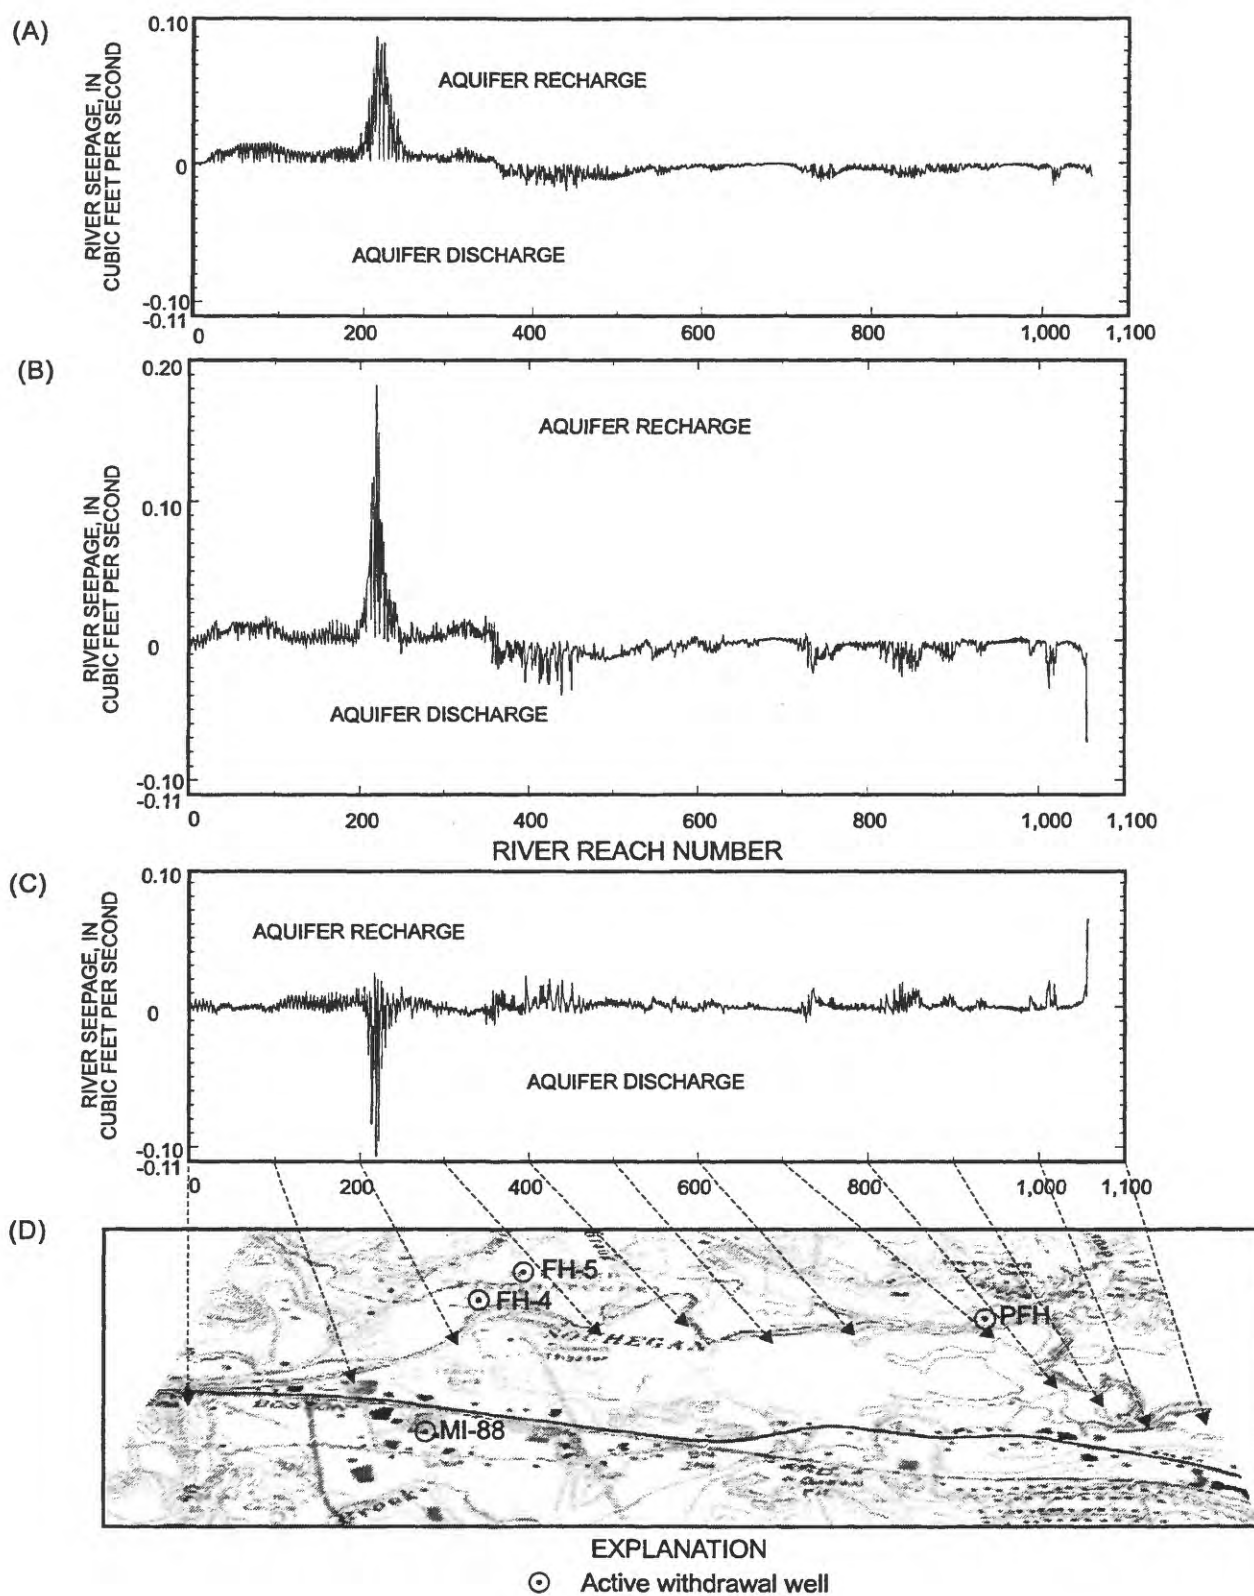 (A)
RIVER SEEPAGE, IN
CUBIC FEET PER SECOND
0.10
0
-0.10
-0.11
AQUIFER RECHARGE
AQUIFER DISCHARGE
0 200 400 600 800 1,000 1,100
(B)
RIVER SEEPAGE, IN
CUBIC FEET PER SECOND
0.20
0.10
0
-0.10
-0.11
AQUIFER RECHARGE
AQUIFER DISCHARGE
0 200 400 600 800 1,000 1,100
RIVER REACH NUMBER
(C)
RIVER SEEPAGE, IN
CUBIC FEET PER SECOND
0.10
0
-0.10
-0.11
AQUIFER RECHARGE
AQUIFER DISCHARGE
0 200 400 600 800 1,000 1,100
(D)
FH-5
FH-4
PFH
MI-88
EXPLANATION
Active withdrawal well